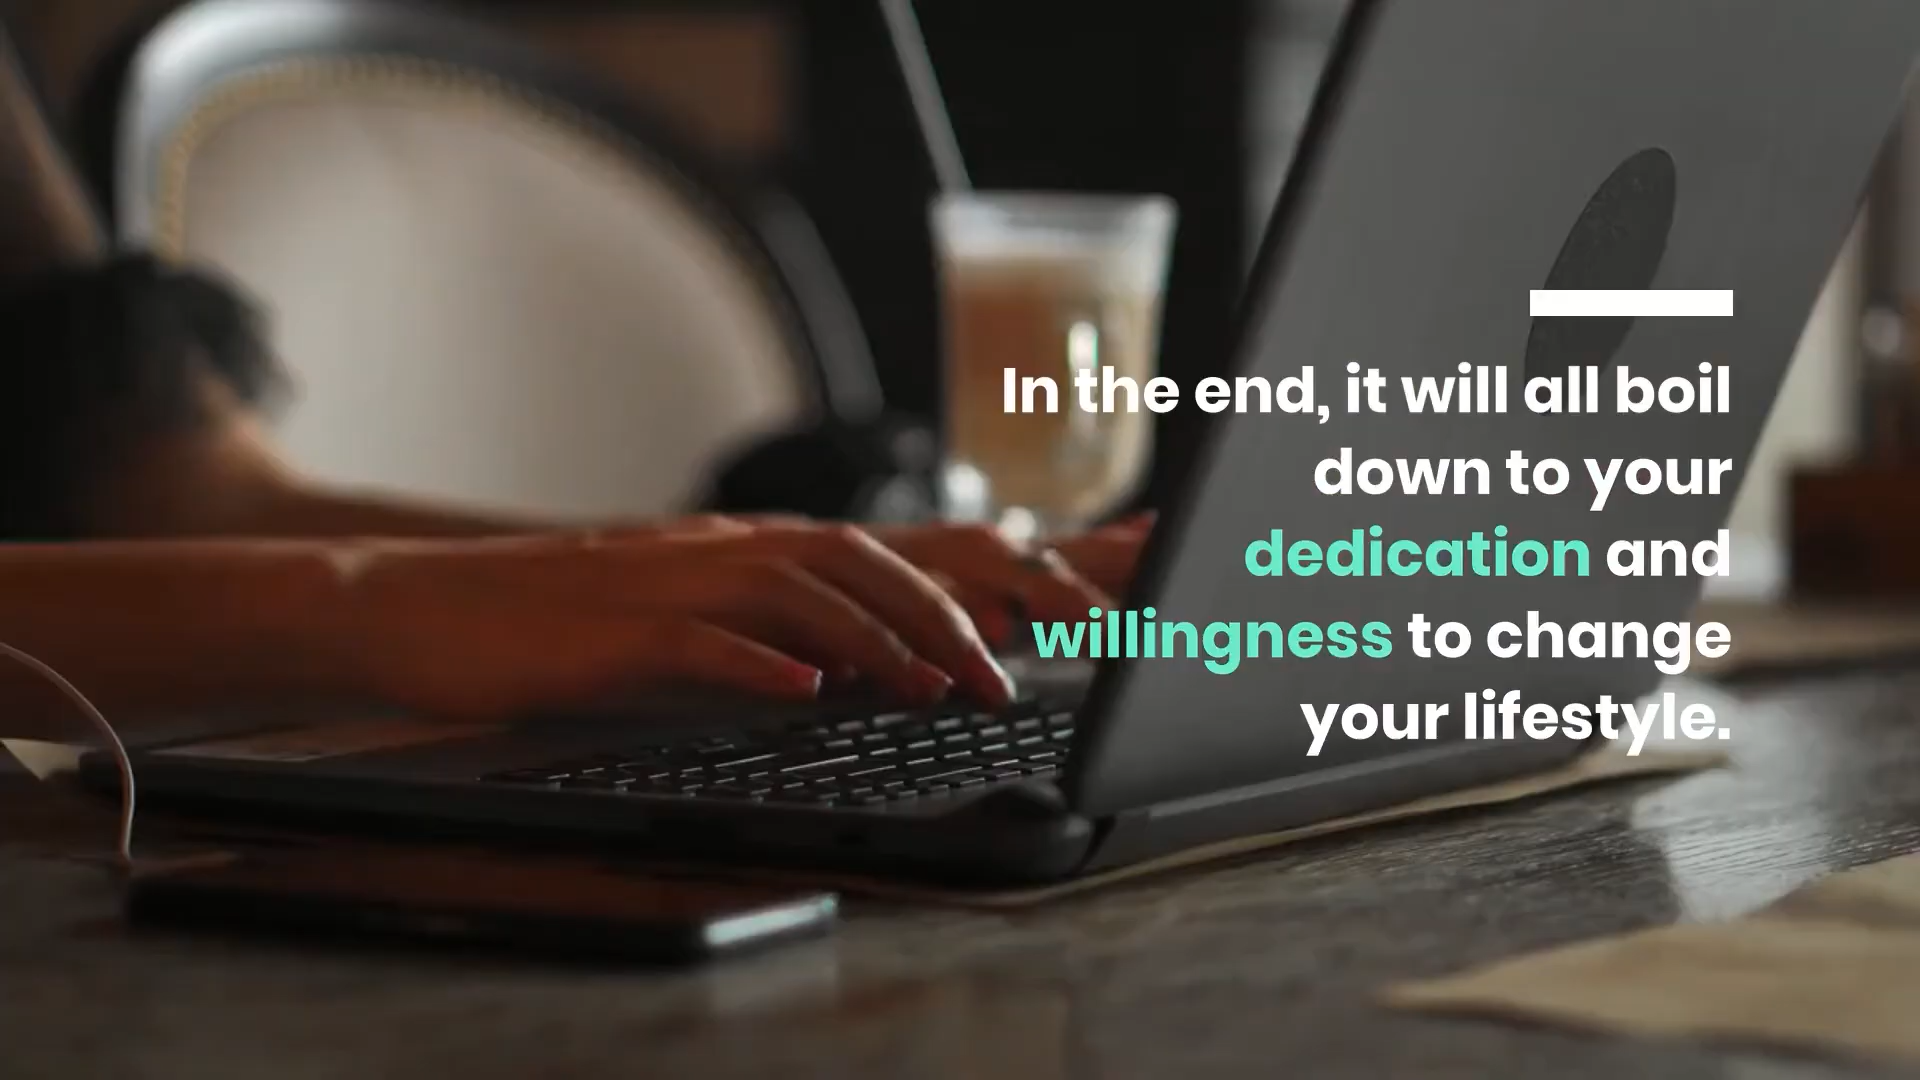 In the end, it will all boil
down to your
dedication and
willingness to change
your lifestyle.